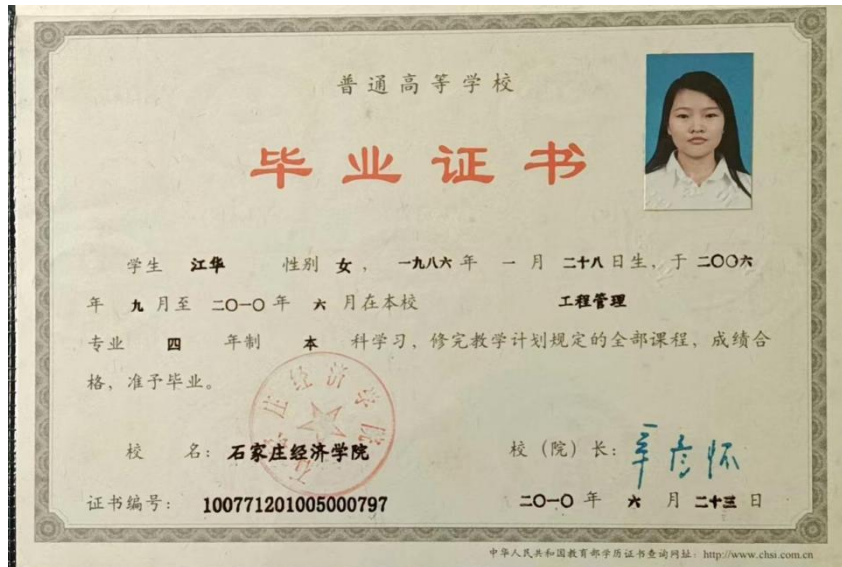 普通高等学校
毕业证书
学生 江华 性别 女， 一九八六 年 一 月 二十八 日生，于 二〇〇六
年 九 月至 二〇一〇 年 六 月在本校 工程管理
专业 四 年制 本 科学习，修完教学计划规定的全部课程，成绩合
格，准予毕业。
校 名：石家庄经济学院
校（院）长：
证书编号： 100771201005000797
二〇一〇 年 六 月 二十三 日
石家庄经济学院
中华人民共和国教育部学历证书查询网址：http://www.chsi.com.cn